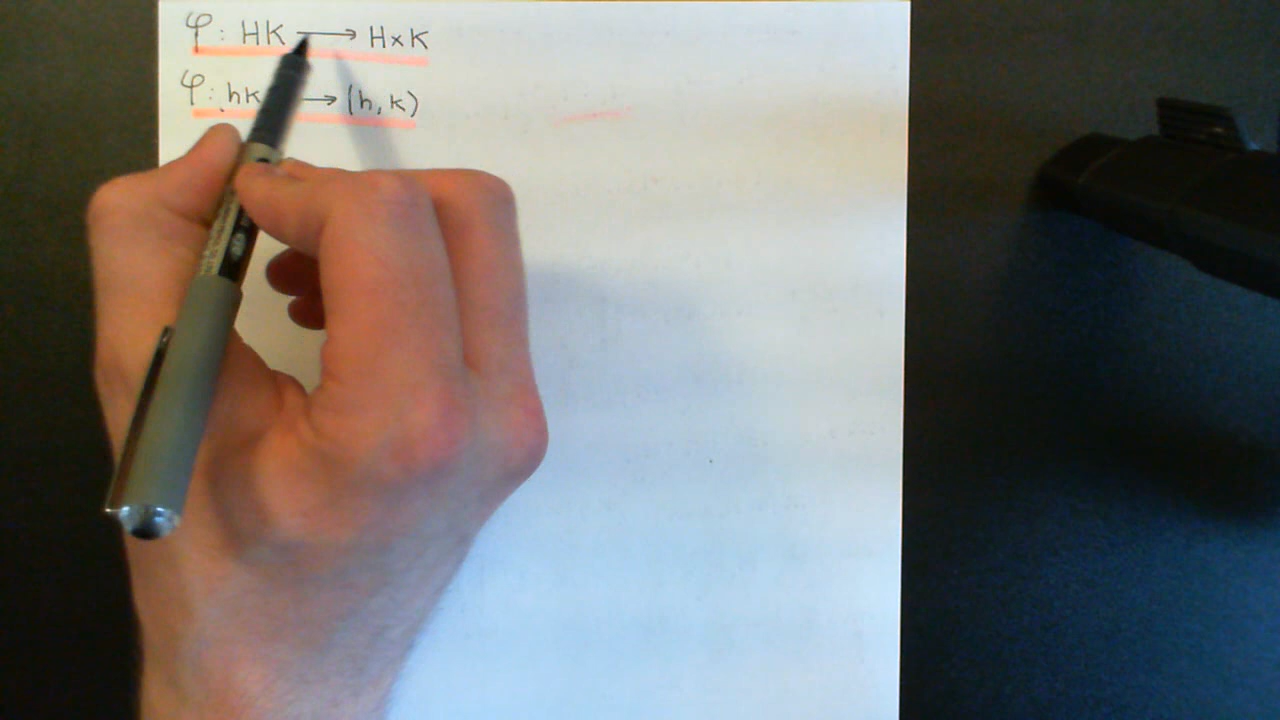 φ: HK ⟶ H×K
φ: hk ⟶ (h, k)